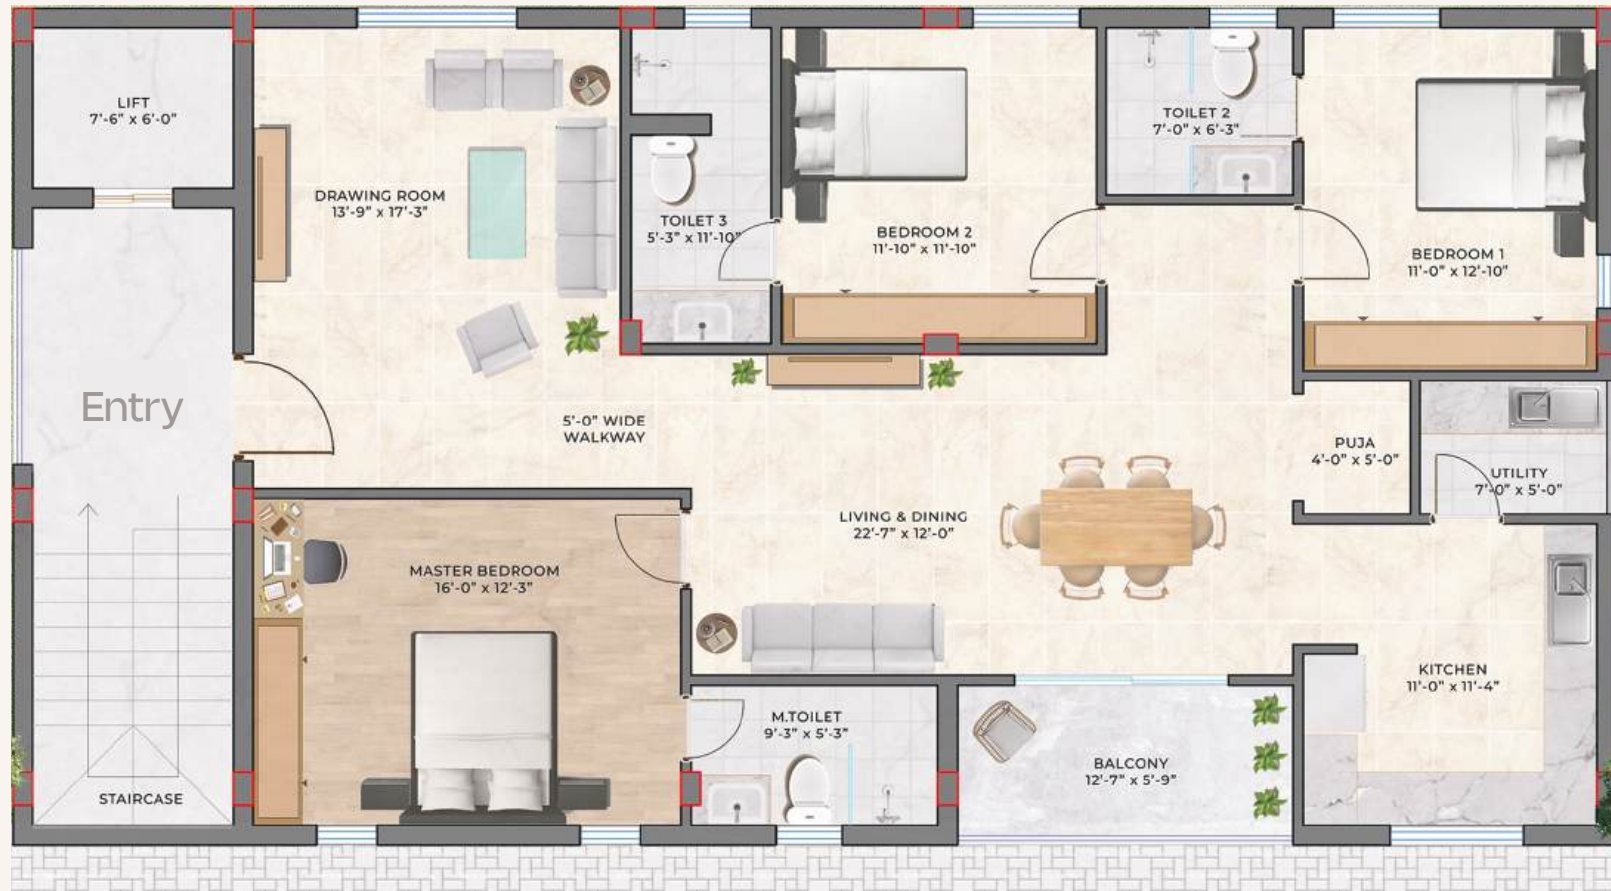 LIFT
7'-6" x 6'-0"
DRAWING ROOM
13'-9" x 17'-3"
TOILET 3
5'-3" x 11'-10"
BEDROOM 2
11'-10" x 11'-10"
TOILET 2
7'-0" x 6'-3"
BEDROOM 1
11'-0" x 12'-10"
Entry
5'-0" WIDE
WALKWAY
PUJA
4'-0" x 5'-0"
UTILITY
7'-0" x 5'-0"
LIVING & DINING
22'-7" x 12'-0"
MASTER BEDROOM
16'-0" x 12'-3"
KITCHEN
11'-0" x 11'-4"
M.TOILET
9'-3" x 5'-3"
BALCONY
12'-7" x 5'-9"
STAIRCASE